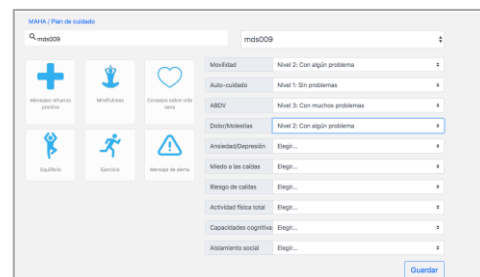 MAHA / Plan de cuidado
mds009
mds009
Mensajes refuerzo
positivo
Mindfulness
Consejos sobre vida
sana
Equilibrio
Ejercicio
Mensaje de alerta
Movilidad Nivel 2: Con algún problema
Auto-cuidado Nivel 1: Sin problemas
ABDV Nivel 3: Con muchos problemas
Dolor/Molestias Nivel 2: Con algún problema
Ansiedad/Depresión Elegir...
Miedo a las caídas Elegir...
Riesgo de caídas Elegir...
Actividad física total Elegir...
Capacidades cognitivas Elegir...
Aislamiento social Elegir...
Guardar